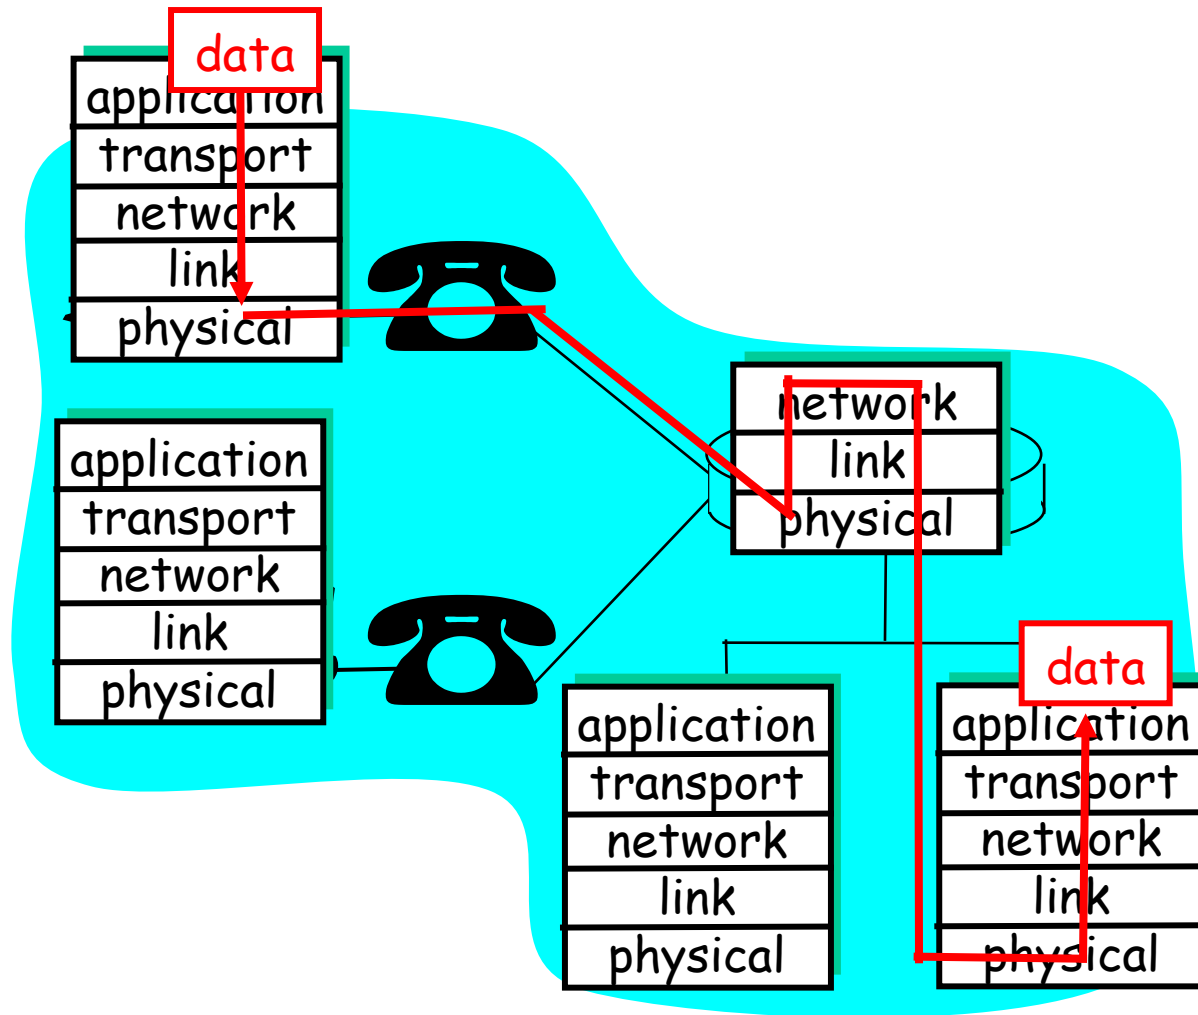 data
application
transport
network
link
physical
application
transport
network
link
physical
network
link
physical
application
transport
network
link
physical
data
application
transport
network
link
physical